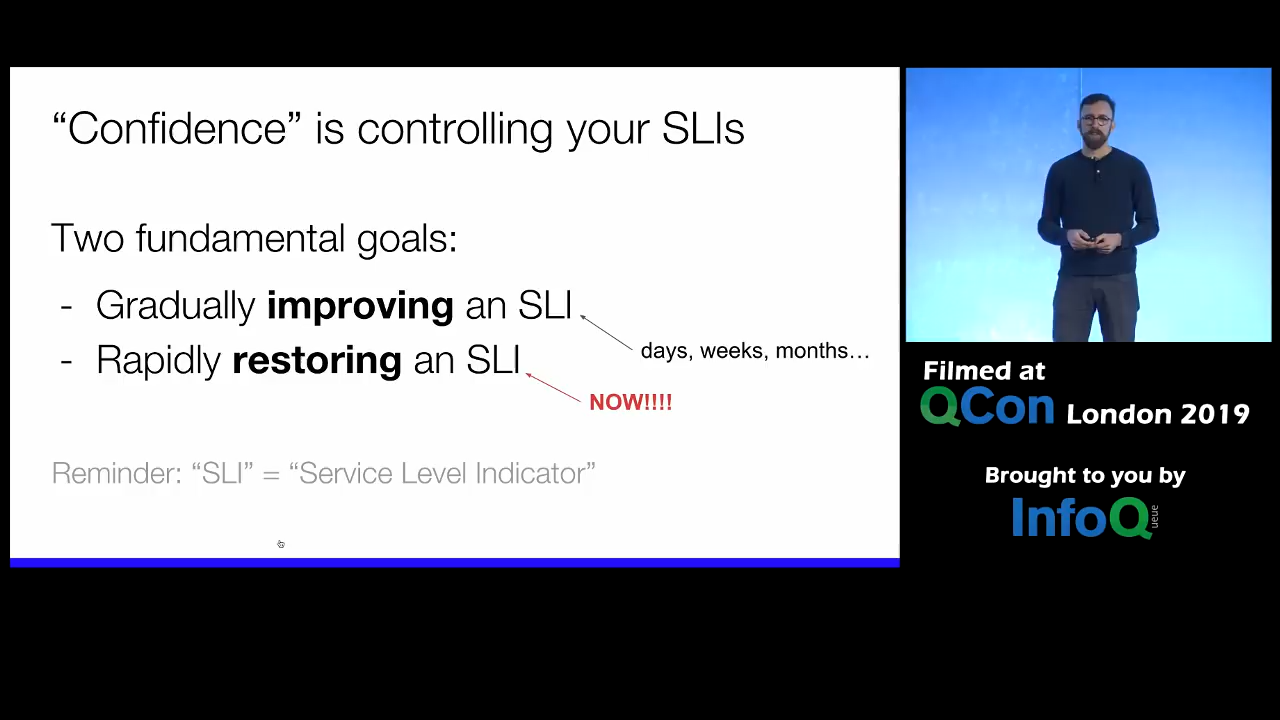 “Confidence” is controlling your SLIs
Two fundamental goals:
- Gradually improving an SLI
days, weeks, months…
- Rapidly restoring an SLI
NOW!!!!
Reminder: “SLI” = “Service Level Indicator”
Filmed at
QCon London 2019
Brought to you by
InfoQ
ueue